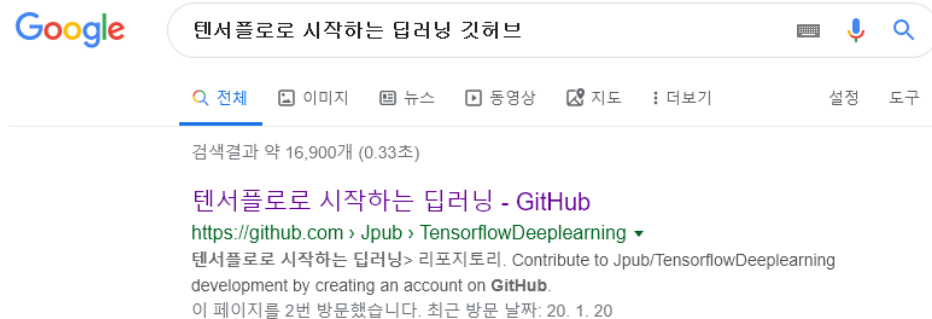 Google 텐서플로로 시작하는 딥러닝 깃허브
전체 이미지 뉴스 동영상 지도 더보기 설정 도구
검색결과 약 16,900개 (0.33초)
텐서플로로 시작하는 딥러닝 - GitHub
https://github.com › Jpub › TensorflowDeeplearning
텐서플로로 시작하는 딥러닝> 리포지토리. Contribute to Jpub/TensorflowDeeplearning
development by creating an account on GitHub.
이 페이지를 2번 방문했습니다. 최근 방문 날짜: 20. 1. 20